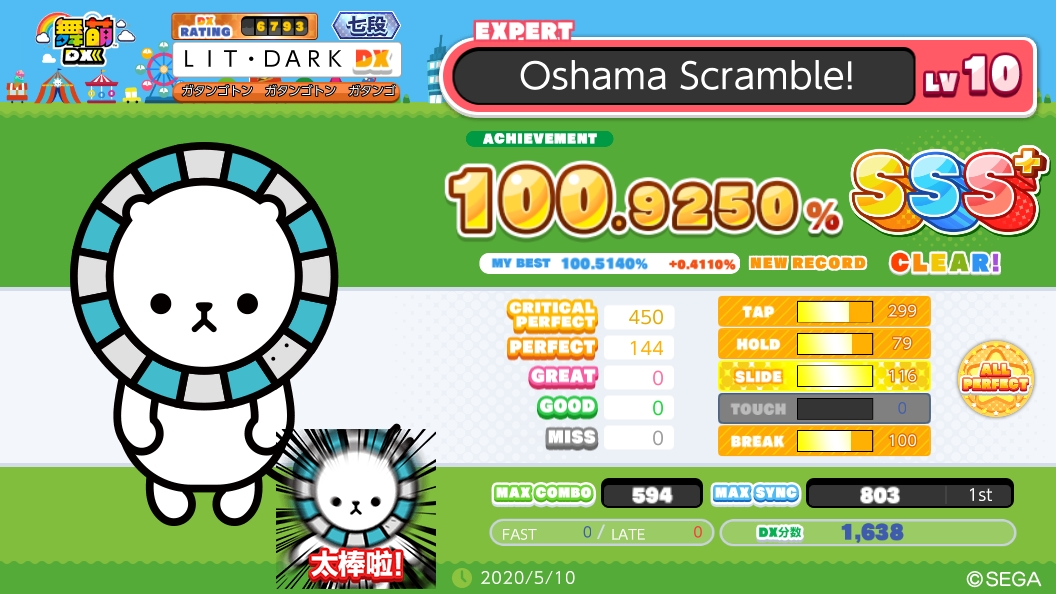 舞萌
DX
DX RATING 6793 七段
LIT・DARK DX
ガタンゴトン　ガタンゴトン　ガタンゴ
EXPERT
Oshama Scramble! LV 10
ACHIEVEMENT
100.9250% SSS+
MY BEST 100.5140% +0.4110% NEW RECORD CLEAR!
CRITICAL PERFECT 450
PERFECT 144
GREAT 0
GOOD 0
MISS 0
TAP 299
HOLD 79
SLIDE 116
TOUCH 0
BREAK 100
ALL PERFECT
MAX COMBO 594 MAX SYNC 803 1st
FAST 0 / LATE 0 DX分数 1,638
太棒啦!
2020/5/10
©SEGA